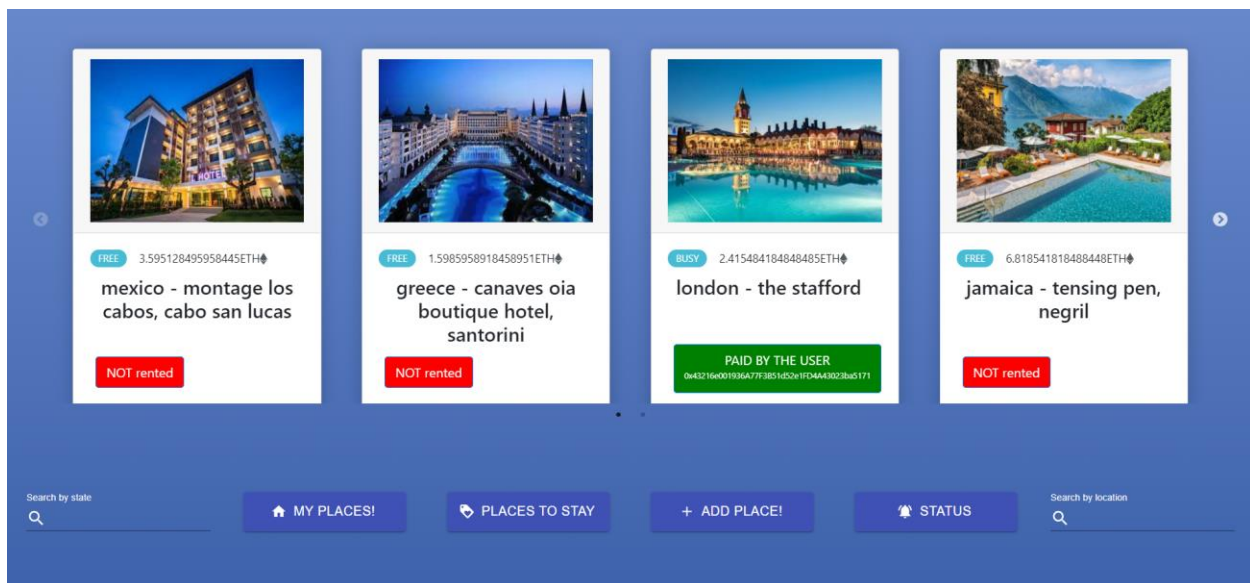 HOTEL
FREE 3.595128495958445ETH
mexico - montage los
cabos, cabo san lucas
NOT rented
FREE 1.5985958918458951ETH
greece - canaves oia
boutique hotel,
santorini
NOT rented
BUSY 2.415484184848485ETH
london - the stafford
PAID BY THE USER
0x43216e001936A77F3B51d52e1FD4A43023ba5171
FREE 6.818541818488448ETH
jamaica - tensing pen,
negril
NOT rented
Search by state
MY PLACES!
PLACES TO STAY
+ ADD PLACE!
STATUS
Search by location